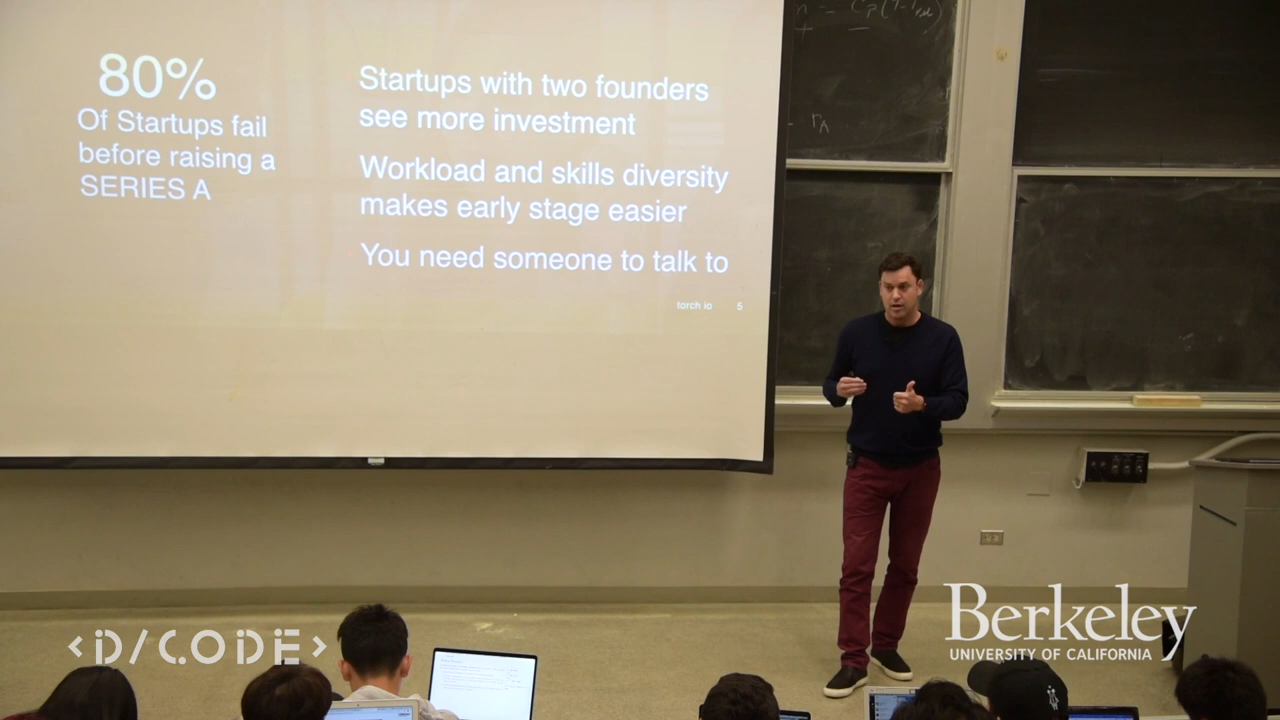 80%
Of Startups fail
before raising a
SERIES A
Startups with two founders
see more investment
Workload and skills diversity
makes early stage easier
You need someone to talk to
torch io 5
<D/CODE>
Berkeley
UNIVERSITY OF CALIFORNIA